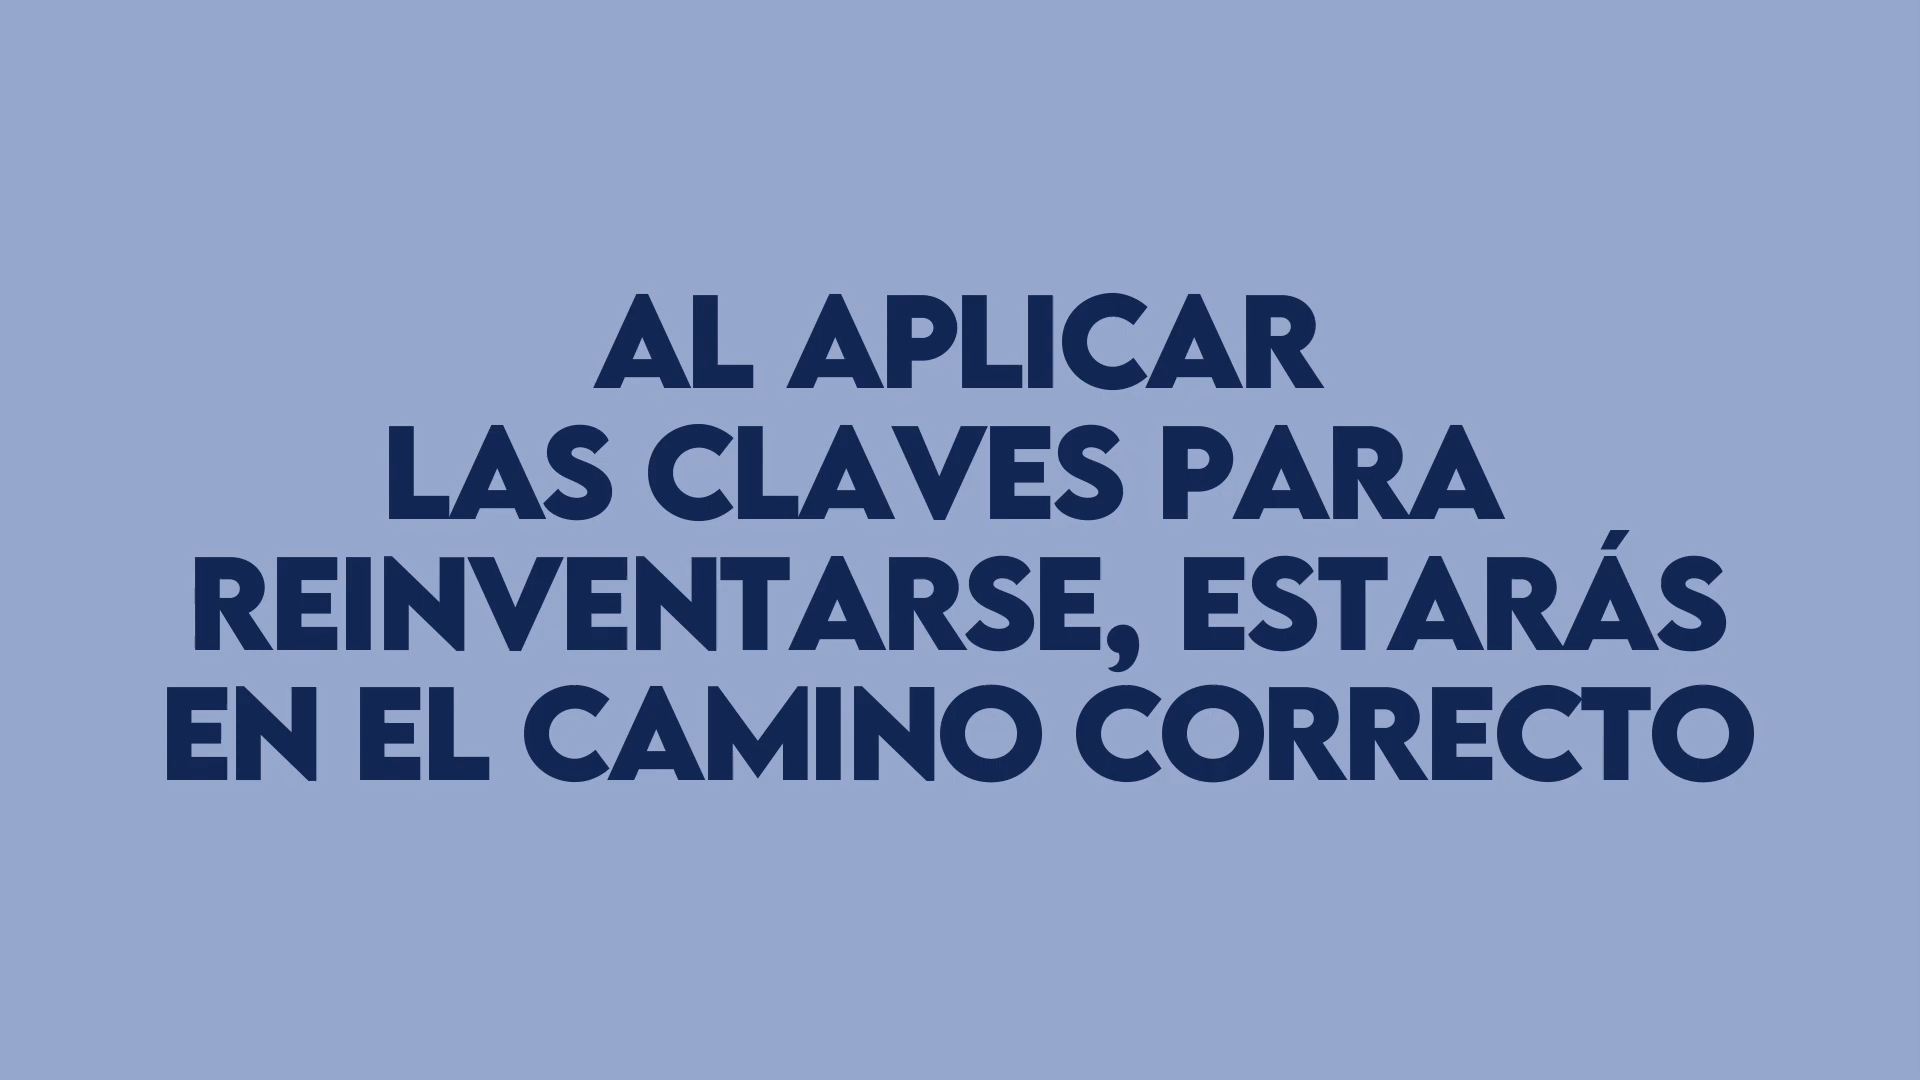 AL APLICAR
LAS CLAVES PARA
REINVENTARSE, ESTARÁS
EN EL CAMINO CORRECTO